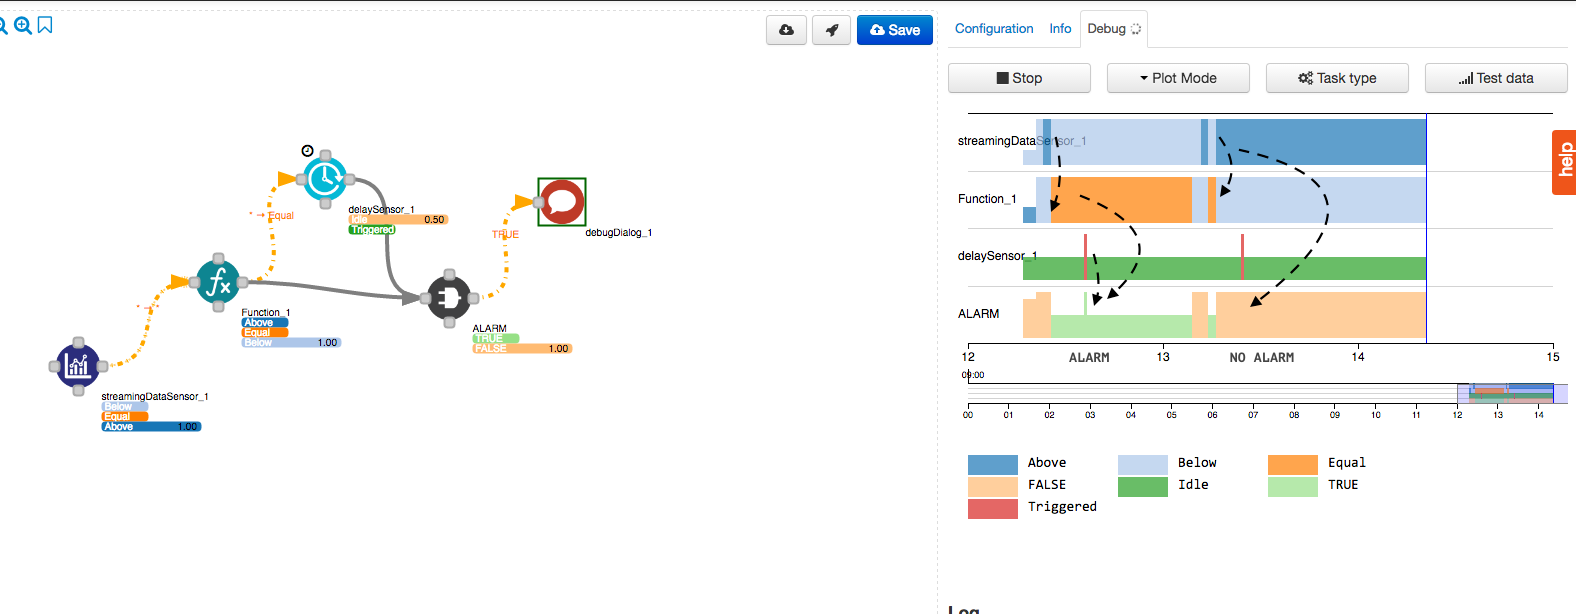 Save
Configuration
Info
Debug
Stop
Plot Mode
Task type
Test data
streamingDataSensor_1
Function_1
delaySensor_1
ALARM
12
13
14
15
ALARM
NO ALARM
09:00
00 01 02 03 04 05 06 07 08 09 10 11 12 13 14
Above
Below
Equal
FALSE
Idle
TRUE
Triggered
help
* → Equal
delaySensor_1
Idle 0.50
Triggered
TRUE
debugDialog_1
Function_1
Above
Equal
Below 1.00
ALARM
TRUE
FALSE 1.00
streamingDataSensor_1
Below
Equal
Above 1.00